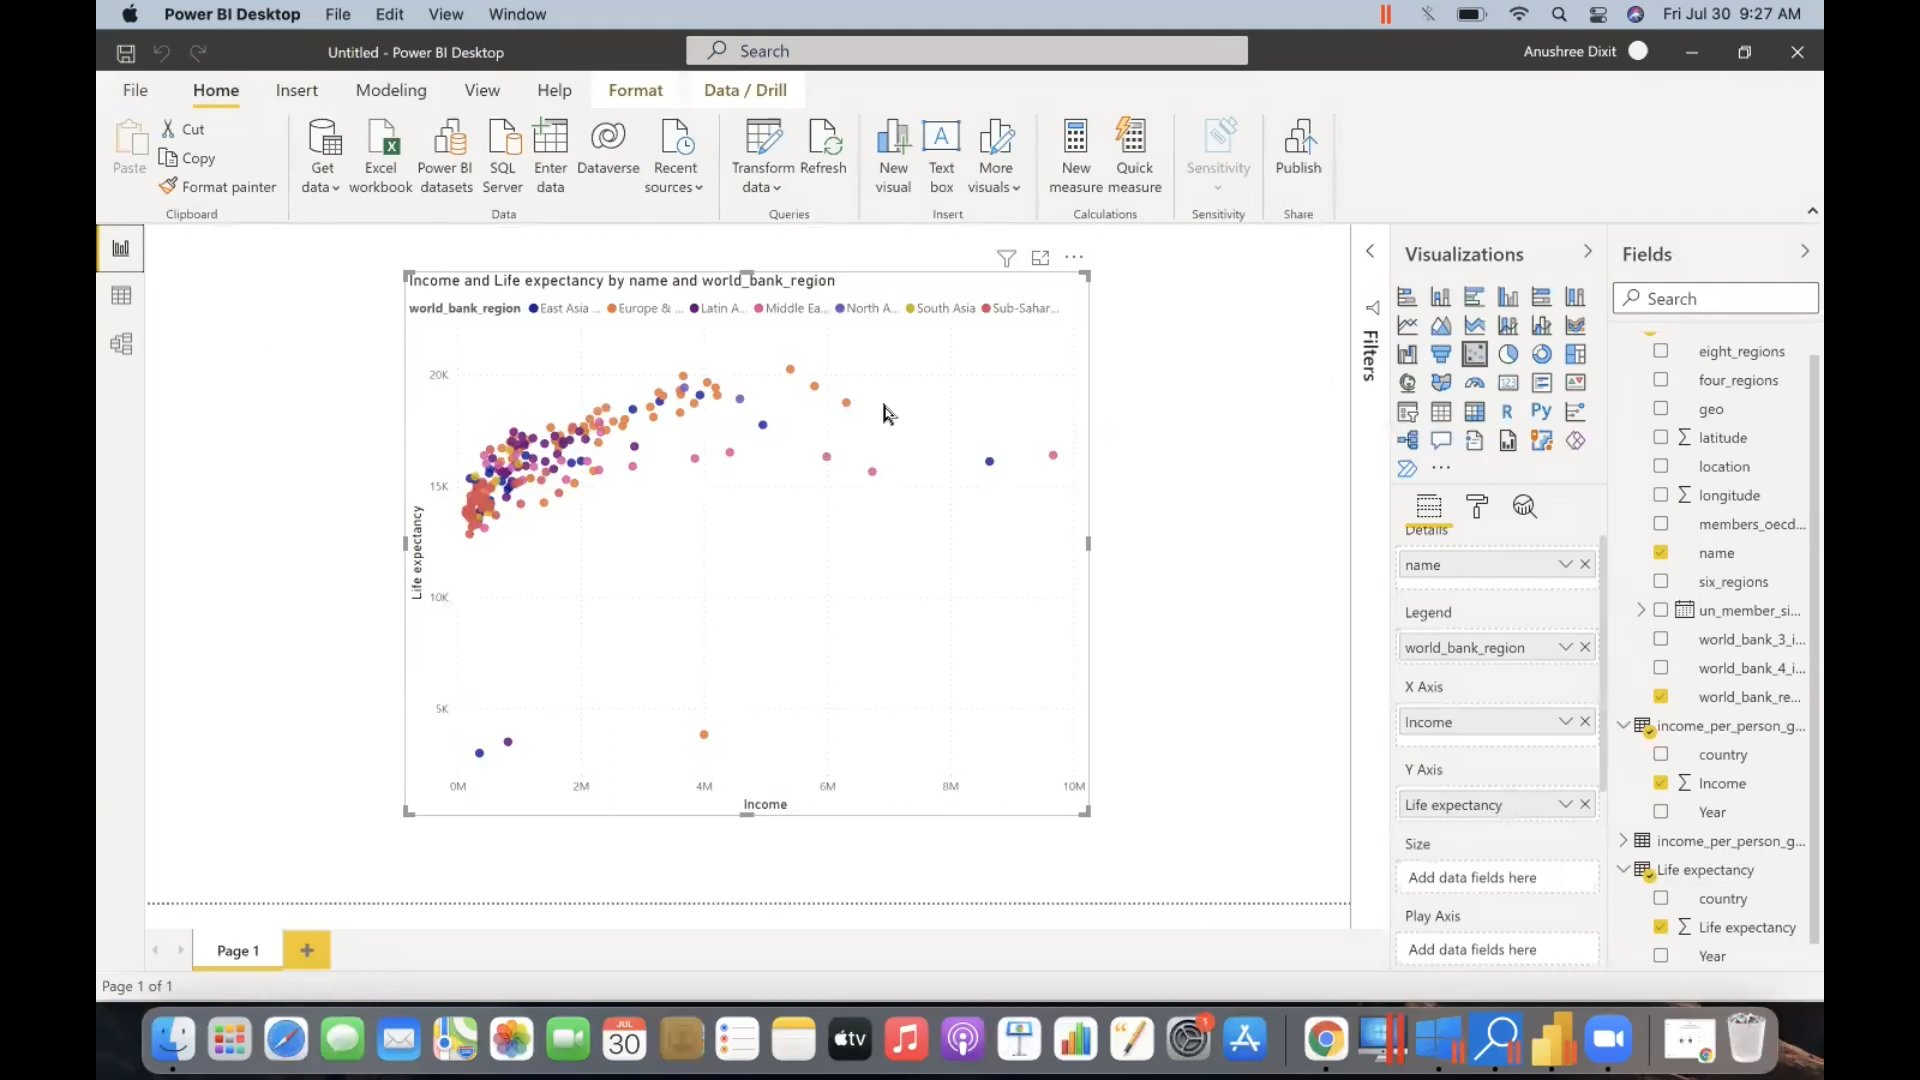 Power BI Desktop File Edit View Window Fri Jul 30 9:27 AM
Untitled - Power BI Desktop Search Anushree Dixit
File Home Insert Modeling View Help Format Data / Drill
Paste Cut Copy Format painter
Clipboard
Get data Excel workbook Power BI datasets SQL Server Enter data Dataverse Recent sources
Data
Transform data Refresh
Queries
New visual Text box More visuals
Insert
New measure Quick measure
Calculations
Sensitivity
Sensitivity
Publish
Share
Income and Life expectancy by name and world_bank_region
world_bank_region East Asia ... Europe & ... Latin A... Middle Ea... North A... South Asia Sub-Sahar...
20K
15K
10K
5K
Life expectancy
0M 2M 4M 6M 8M 10M
Income
Filters
Visualizations
R Py
123
Details
name
Legend
world_bank_region
X Axis
Income
Y Axis
Life expectancy
Size
Add data fields here
Play Axis
Add data fields here
Fields
Search
eight_regions
four_regions
geo
latitude
location
longitude
members_oecd...
name
six_regions
un_member_si...
world_bank_3_i...
world_bank_4_i...
world_bank_re...
income_per_person_g...
country
Income
Year
income_per_person_g...
Life expectancy
country
Life expectancy
Year
Page 1
Page 1 of 1
JUL
30
tv
1